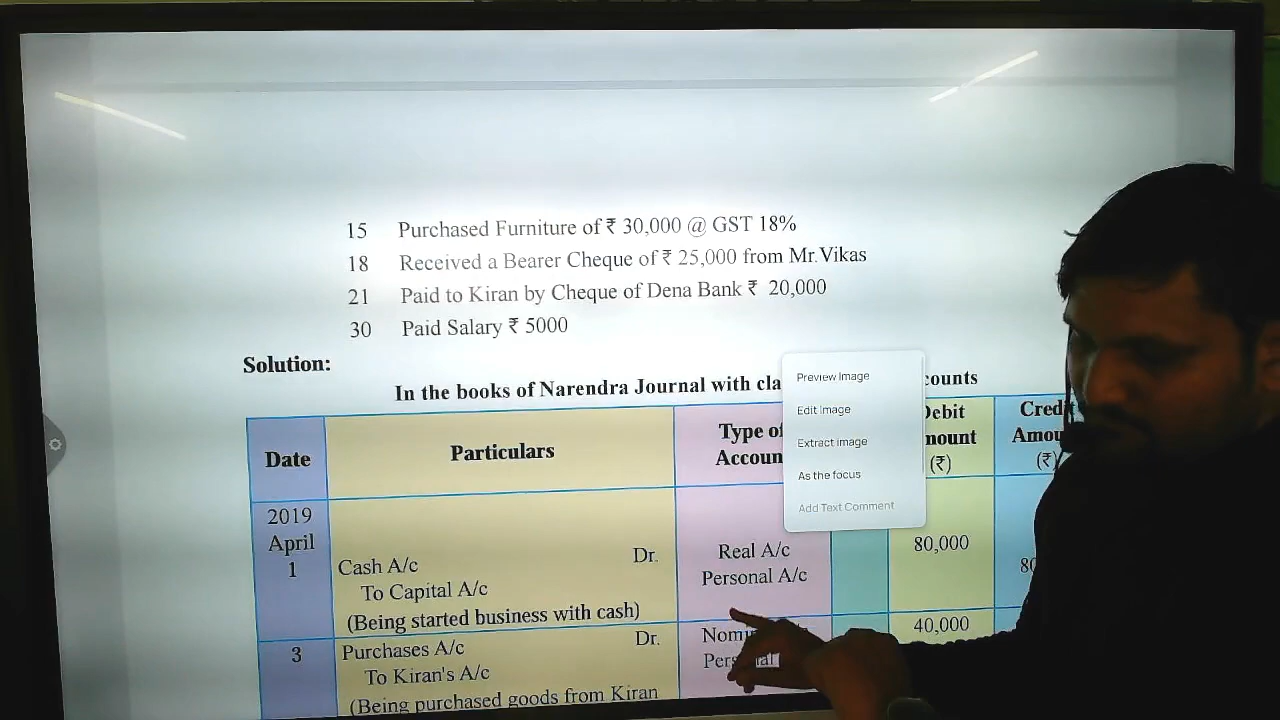 15 Purchased Furniture of ₹ 30,000 @ GST 18%
18 Received a Bearer Cheque of ₹ 25,000 from Mr.Vikas
21 Paid to Kiran by Cheque of Dena Bank ₹ 20,000
30 Paid Salary ₹ 5000
Solution:
In the books of Narendra Journal with cla counts
Preview Image
Edit Image
Extract image
As the focus
Add Text Comment
Date
Particulars
Type of
Accoun
Debit
mount
(₹)
Credit
Amou
(₹)
2019
April
1
Cash A/c Dr.
To Capital A/c
(Being started business with cash)
Real A/c
Personal A/c
80,000
80
3
Purchases A/c Dr.
To Kiran's A/c
(Being purchased goods from Kiran
40,000